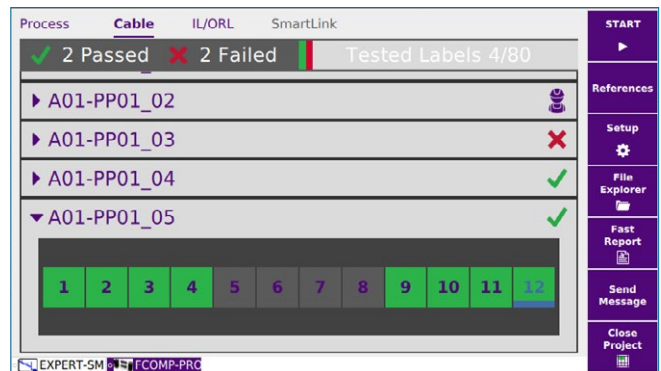 Process Cable IL/ORL SmartLink
2 Passed 2 Failed Tested Labels 4/80
A01-PP01_02
A01-PP01_03
A01-PP01_04
A01-PP01_05
1 2 3 4 5 6 7 8 9 10 11 12
EXPERT-SM FCOMP-PRO
START
References
Setup
File
Explorer
Fast
Report
Send
Message
Close
Project